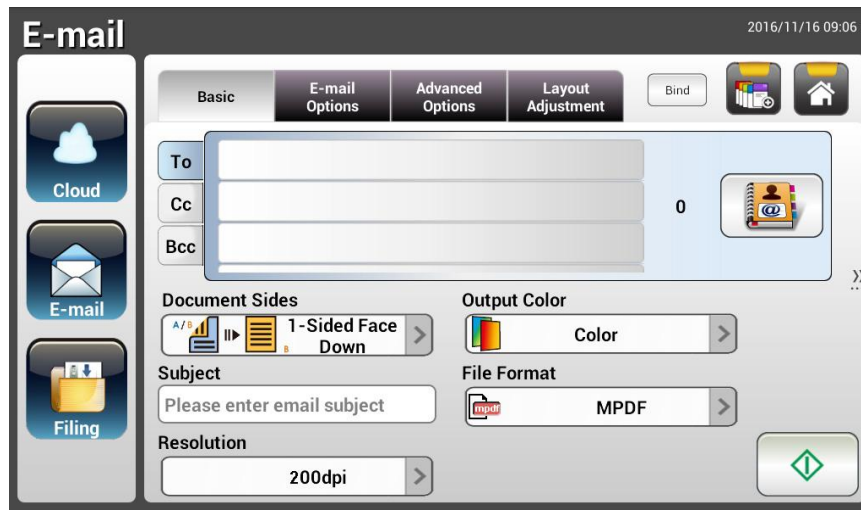 E-mail
2016/11/16 09:06
Basic
E-mail
Options
Advanced
Options
Layout
Adjustment
Bind
Cloud
To
Cc
0
@
Bcc
E-mail
Document Sides
Output Color
A/B
1-Sided Face
Down
B
Color
Subject
File Format
Please enter email subject
mpdf
MPDF
Filing
Resolution
200dpi